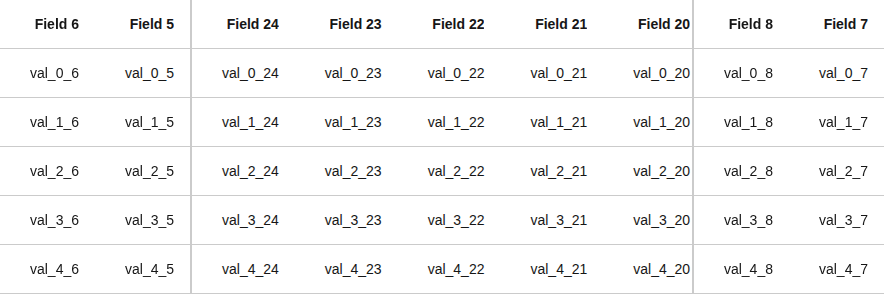 Field 6 Field 5 Field 24 Field 23 Field 22 Field 21 Field 20 Field 8 Field 7
val_0_6 val_0_5 val_0_24 val_0_23 val_0_22 val_0_21 val_0_20 val_0_8 val_0_7
val_1_6 val_1_5 val_1_24 val_1_23 val_1_22 val_1_21 val_1_20 val_1_8 val_1_7
val_2_6 val_2_5 val_2_24 val_2_23 val_2_22 val_2_21 val_2_20 val_2_8 val_2_7
val_3_6 val_3_5 val_3_24 val_3_23 val_3_22 val_3_21 val_3_20 val_3_8 val_3_7
val_4_6 val_4_5 val_4_24 val_4_23 val_4_22 val_4_21 val_4_20 val_4_8 val_4_7